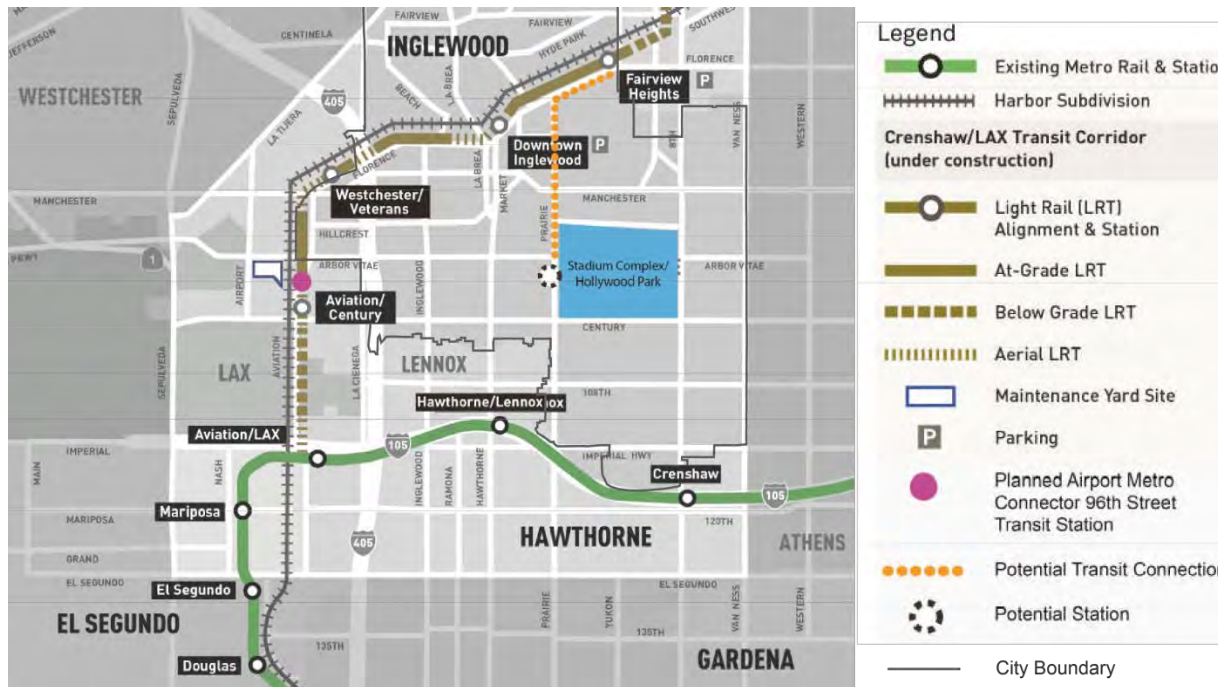 FAIRVIEW
FAIRVIEW
JEFFERSON
CENTINELA
INGLEWOOD
HYDE PARK
SOUTHWEST
FLORENCE
WESTCHESTER
SEPULVEDA
405
BEACH
LA BREA
Fairview
Heights
P
LA TIJERA
8TH
VAN NESS
WESTERN
FLORENCE
LA BREA
Downtown
Inglewood
P
Westchester/
Veterans
MARKET
MANCHESTER
MANCHESTER
HILLCREST
PRAIRIE
PKWY
1
AIRPORT
ARBOR VITAE
INGLEWOOD
Stadium Complex/
Hollywood Park
ARBOR VITAE
Aviation/
Century
CENTURY
SEPULVEDA
LAX
AVIATION
LA CIENEGA
LENNOX
108TH
Hawthorne/Lennox
Aviation/LAX
IMPERIAL
105
IMPERIAL HWY
Crenshaw
MAIN
NASH
INGLEWOOD
RAMONA
HAWTHORNE
105
Mariposa
MARIPOSA
120TH
405
HAWTHORNE
ATHENS
GRAND
EL SEGUNDO
El Segundo
EL SEGUNDO
EL SEGUNDO
PRAIRIE
YUKON
VAN NESS
WESTERN
135TH
135TH
Douglas
GARDENA
Legend
Existing Metro Rail & Statio
Harbor Subdivision
Crenshaw/LAX Transit Corridor
(under construction)
Light Rail (LRT)
Alignment & Station
At-Grade LRT
Below Grade LRT
Aerial LRT
Maintenance Yard Site
P
Parking
Planned Airport Metro
Connector 96th Street
Transit Station
Potential Transit Connection
Potential Station
City Boundary